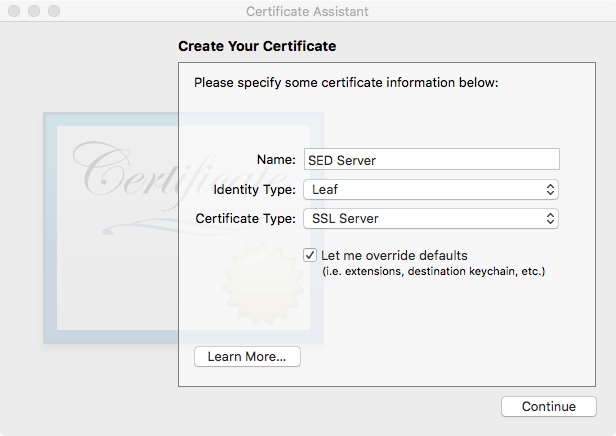 Certificate Assistant
Create Your Certificate
Please specify some certificate information below:
Certificate
Name: SED Server
Identity Type: Leaf
Certificate Type: SSL Server
Let me override defaults
(i.e. extensions, destination keychain, etc.)
Learn More...
Continue